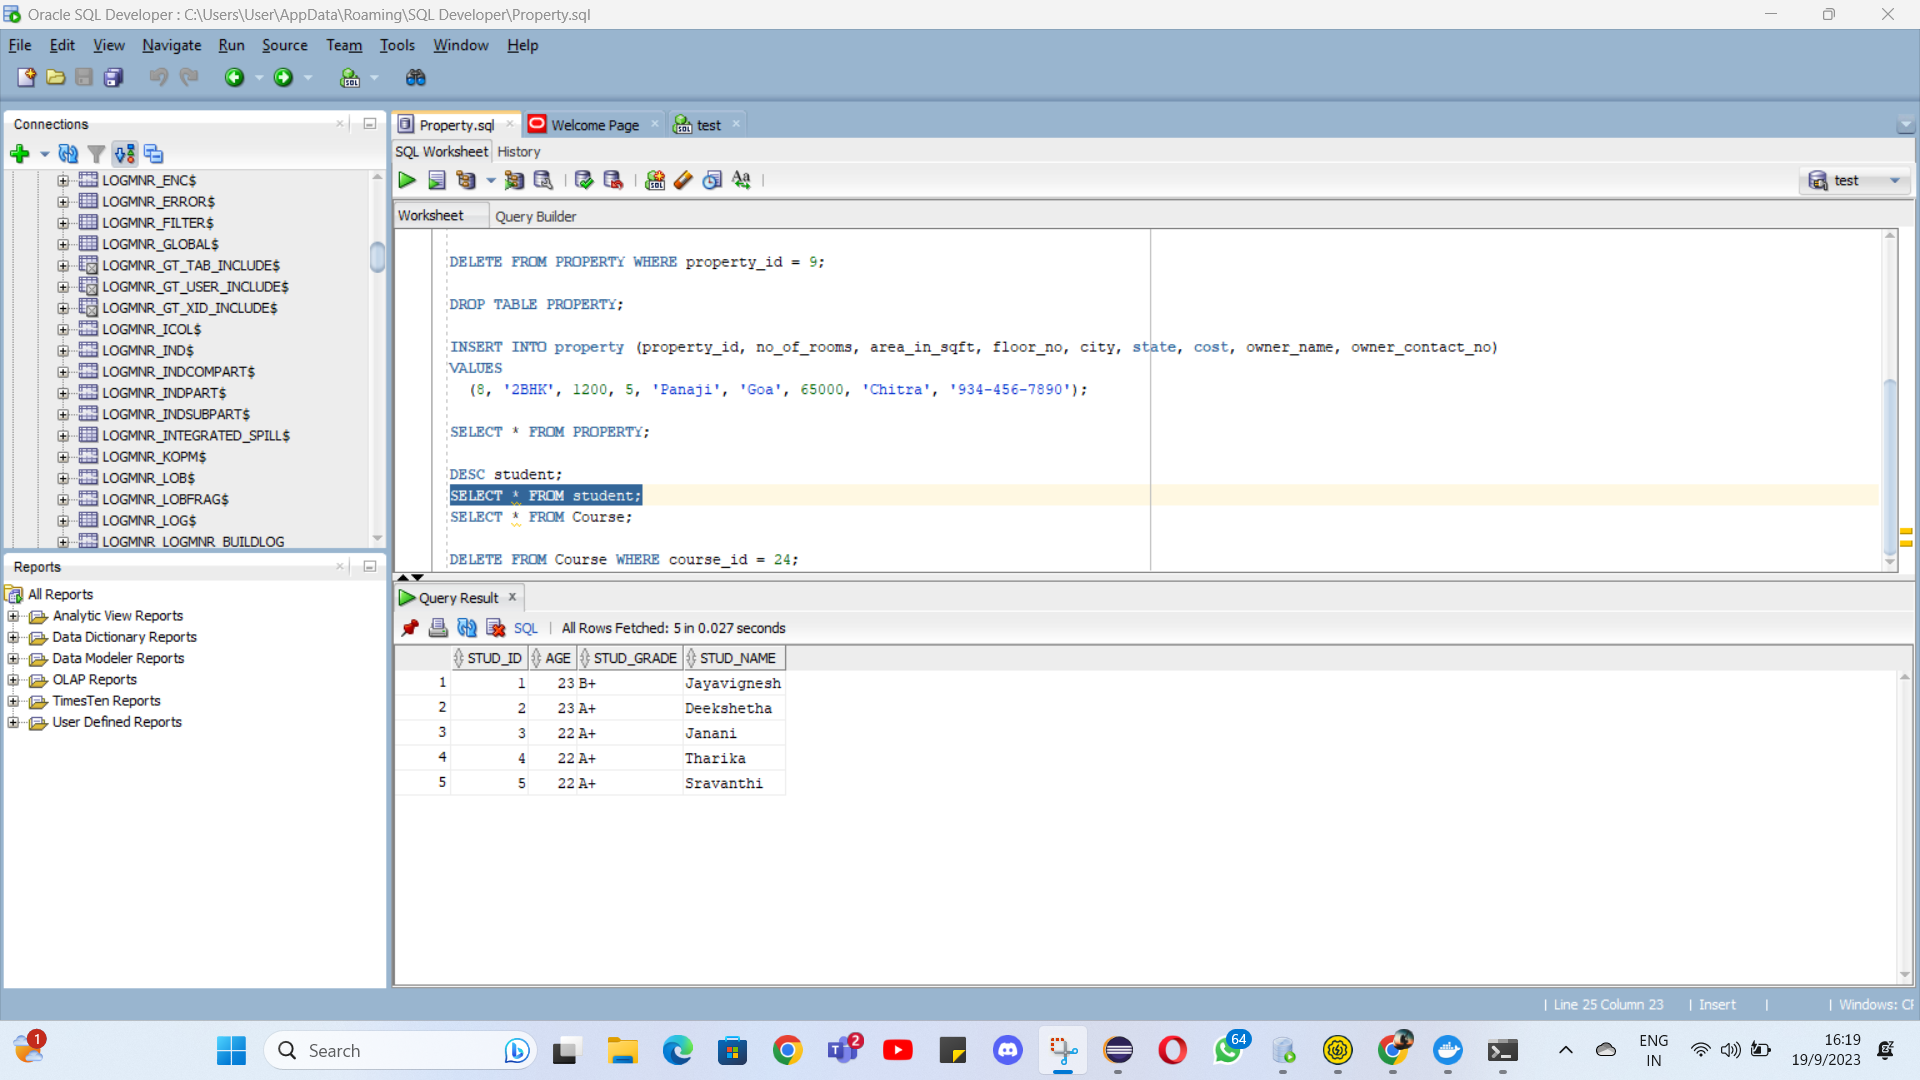 Oracle SQL Developer : C:\Users\User\AppData\Roaming\SQL Developer\Property.sql
File Edit View Navigate Run Source Team Tools Window Help
Connections
LOGMNR_ENC$
LOGMNR_ERROR$
LOGMNR_FILTER$
LOGMNR_GLOBAL$
LOGMNR_GT_TAB_INCLUDE$
LOGMNR_GT_USER_INCLUDE$
LOGMNR_GT_XID_INCLUDE$
LOGMNR_ICOL$
LOGMNR_IND$
LOGMNR_INDCOMPART$
LOGMNR_INDPART$
LOGMNR_INDSUBPART$
LOGMNR_INTEGRATED_SPILL$
LOGMNR_KOPM$
LOGMNR_LOB$
LOGMNR_LOBFRAG$
LOGMNR_LOG$
LOGMNR_LOGMNR_BUILDLOG
Reports
All Reports
Analytic View Reports
Data Dictionary Reports
Data Modeler Reports
OLAP Reports
TimesTen Reports
User Defined Reports
Property.sql Welcome Page test
SQL Worksheet History
test
Worksheet Query Builder
DELETE FROM PROPERTY WHERE property_id = 9;
DROP TABLE PROPERTY;
INSERT INTO property (property_id, no_of_rooms, area_in_sqft, floor_no, city, state, cost, owner_name, owner_contact_no)
VALUES
(8, '2BHK', 1200, 5, 'Panaji', 'Goa', 65000, 'Chitra', '934-456-7890');
SELECT * FROM PROPERTY;
DESC student;
SELECT * FROM student;
SELECT * FROM Course;
DELETE FROM Course WHERE course_id = 24;
Query Result
SQL | All Rows Fetched: 5 in 0.027 seconds
STUD_ID AGE STUD_GRADE STUD_NAME
1 1 23 B+ Jayavignesh
2 2 23 A+ Deekshetha
3 3 22 A+ Janani
4 4 22 A+ Tharika
5 5 22 A+ Sravanthi
| Line 25 Column 23 | Insert | | Windows: CF
1 Search 2 64 ENG 16:19
IN 19/9/2023